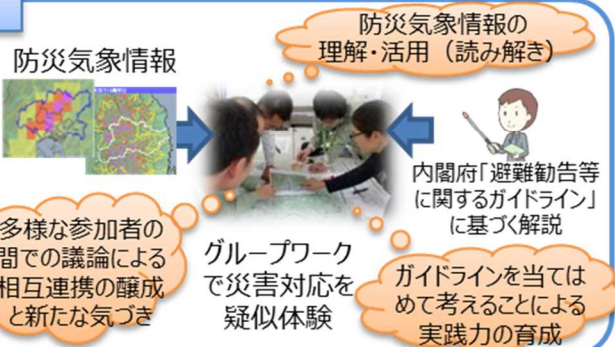 防災気象情報の
理解・活用（読み解き）
防災気象情報
内閣府「避難勧告等
に関するガイドライン」
に基づく解説
多様な参加者の
間での議論による
相互連携の醸成
と新たな気づき
グループワーク
で災害対応を
疑似体験
ガイドラインを当ては
めて考えることによる
実践力の育成